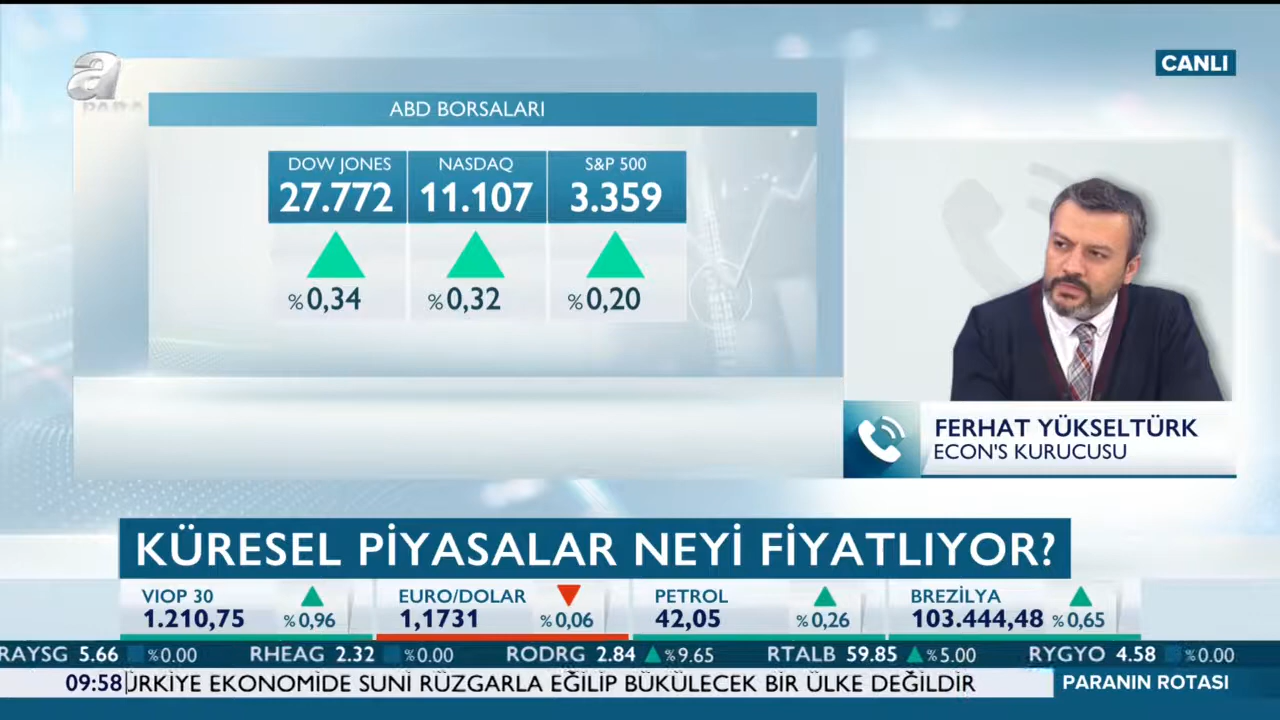 a
PARA
CANLI
ABD BORSALARI
DOW JONES NASDAQ S&P 500
27.772 11.107 3.359
%0,34 %0,32 %0,20
FERHAT YÜKSELTÜRK
ECON'S KURUCUSU
KÜRESEL PİYASALAR NEYİ FİYATLIYOR?
VIOP 30 EURO/DOLAR PETROL BREZİLYA
1.210,75 %0,96 1,1731 %0,06 42,05 %0,26 103.444,48 %0,65
RAYSG 5.66 %0.00 RHEAG 2.32 %0.00 RODRG 2.84 %9.65 RTALB 59.85 %5.00 RYGYO 4.58 %0.00
09:58 ÜRKİYE EKONOMİDE SUNİ RÜZGARLA EĞİLİP BÜKÜLECEK BİR ÜLKE DEĞİLDİR PARANIN ROTASI